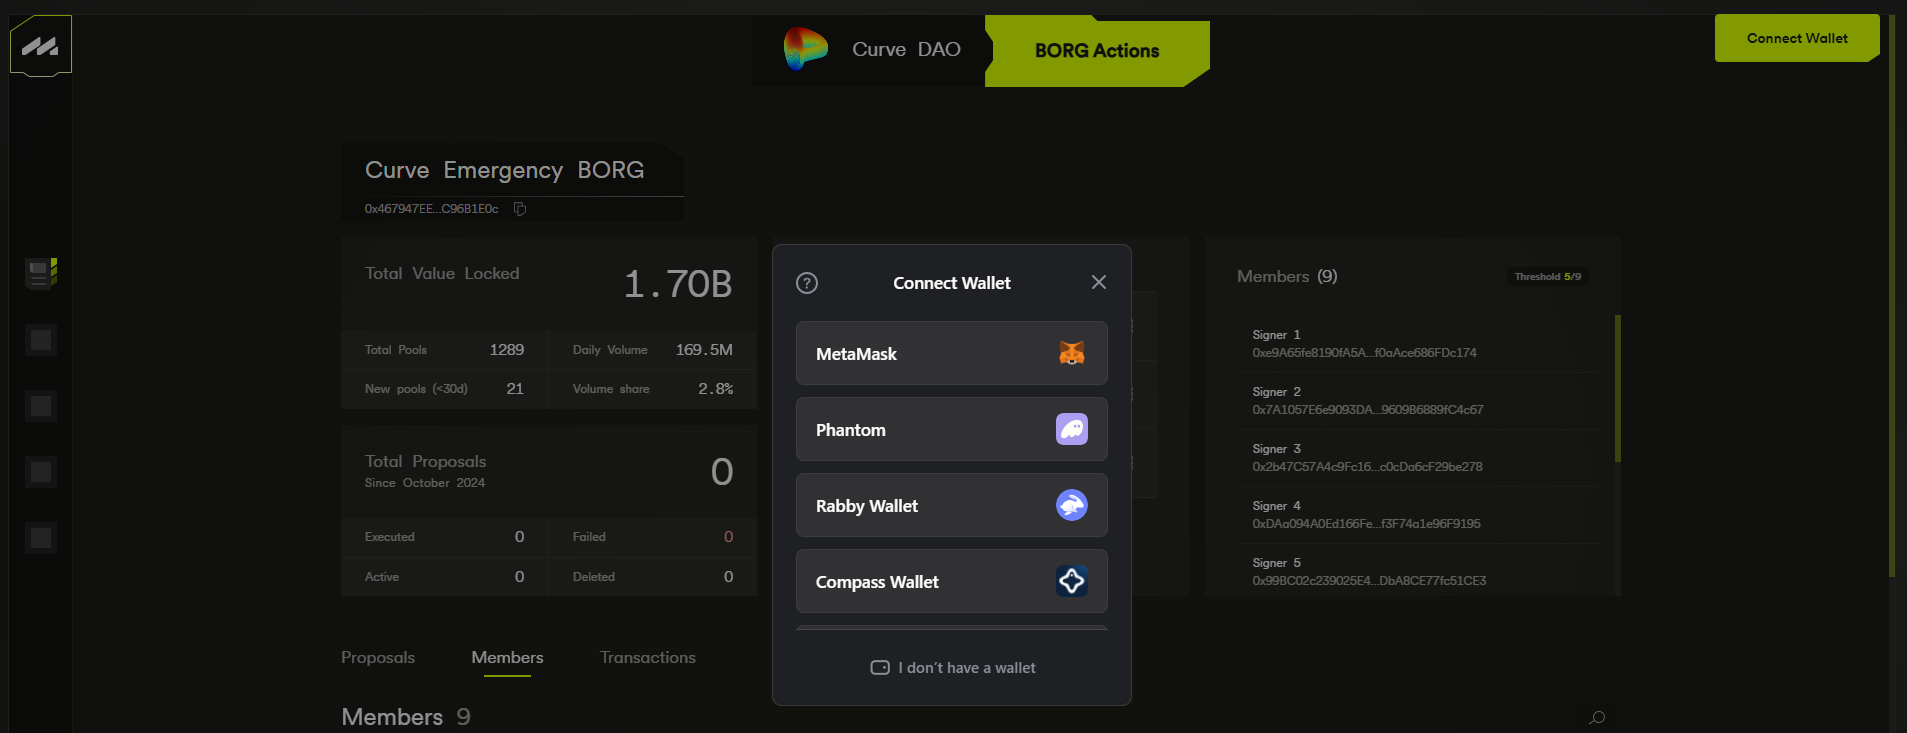 Curve DAO
BORG Actions
Connect Wallet
Curve Emergency BORG
0x467947EE...C96B1E0c
Total Value Locked
1.70B
Total Pools 1289
Daily Volume 169.5M
New pools (<30d) 21
Volume share 2.8%
Total Proposals
Since October 2024
0
Executed 0
Failed 0
Active 0
Deleted 0
?
Connect Wallet
MetaMask
Phantom
Rabby Wallet
Compass Wallet
I don't have a wallet
Members (9)
Threshold 5/9
Signer 1
0xe9A65fe8190fA5A...f0aAce686FDc174
Signer 2
0x7A1057E6e9093DA...9609B6889fC4c67
Signer 3
0x2b47C57A4c9Fc16...c0cDa6cF29be278
Signer 4
0xDAa094A0Ed166Fe...f3F74a1e96F9195
Signer 5
0x99BC02c239025E4...DbA8CE77fc51CE3
Proposals
Members
Transactions
Members 9